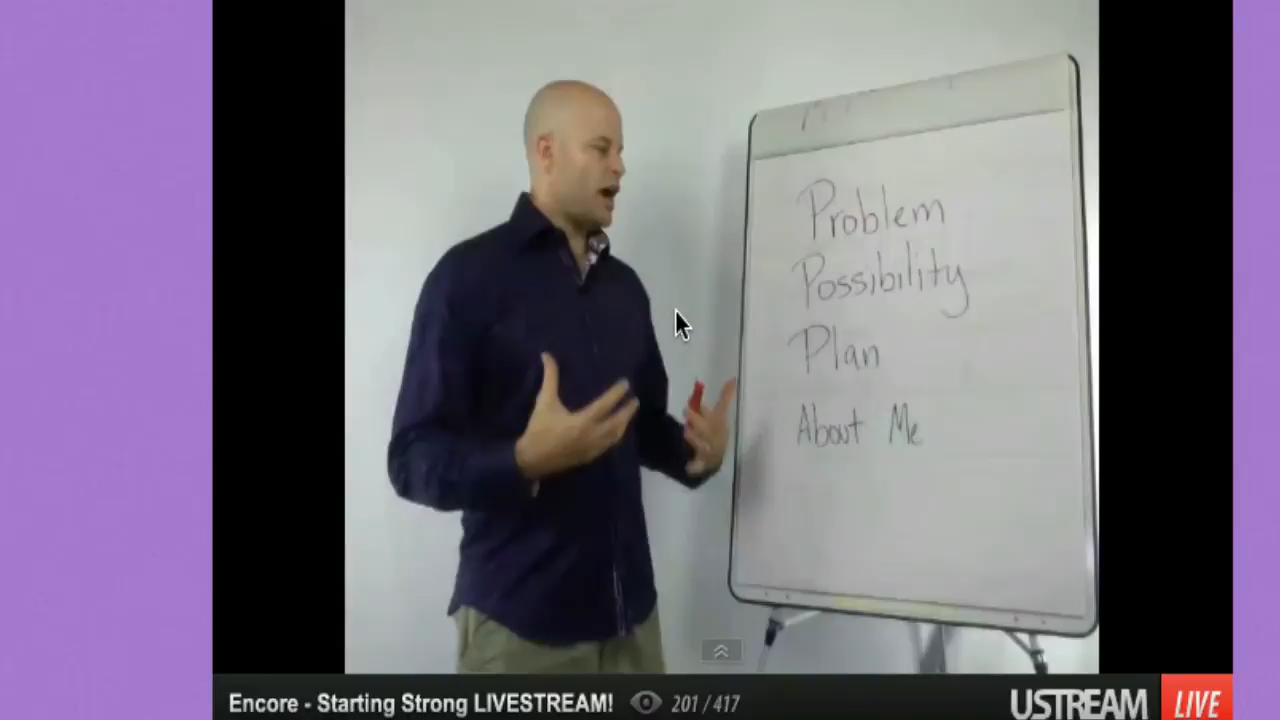 Problem
Possibility
Plan
About Me
Encore - Starting Strong LIVESTREAM! 201 / 417 USTREAM LIVE